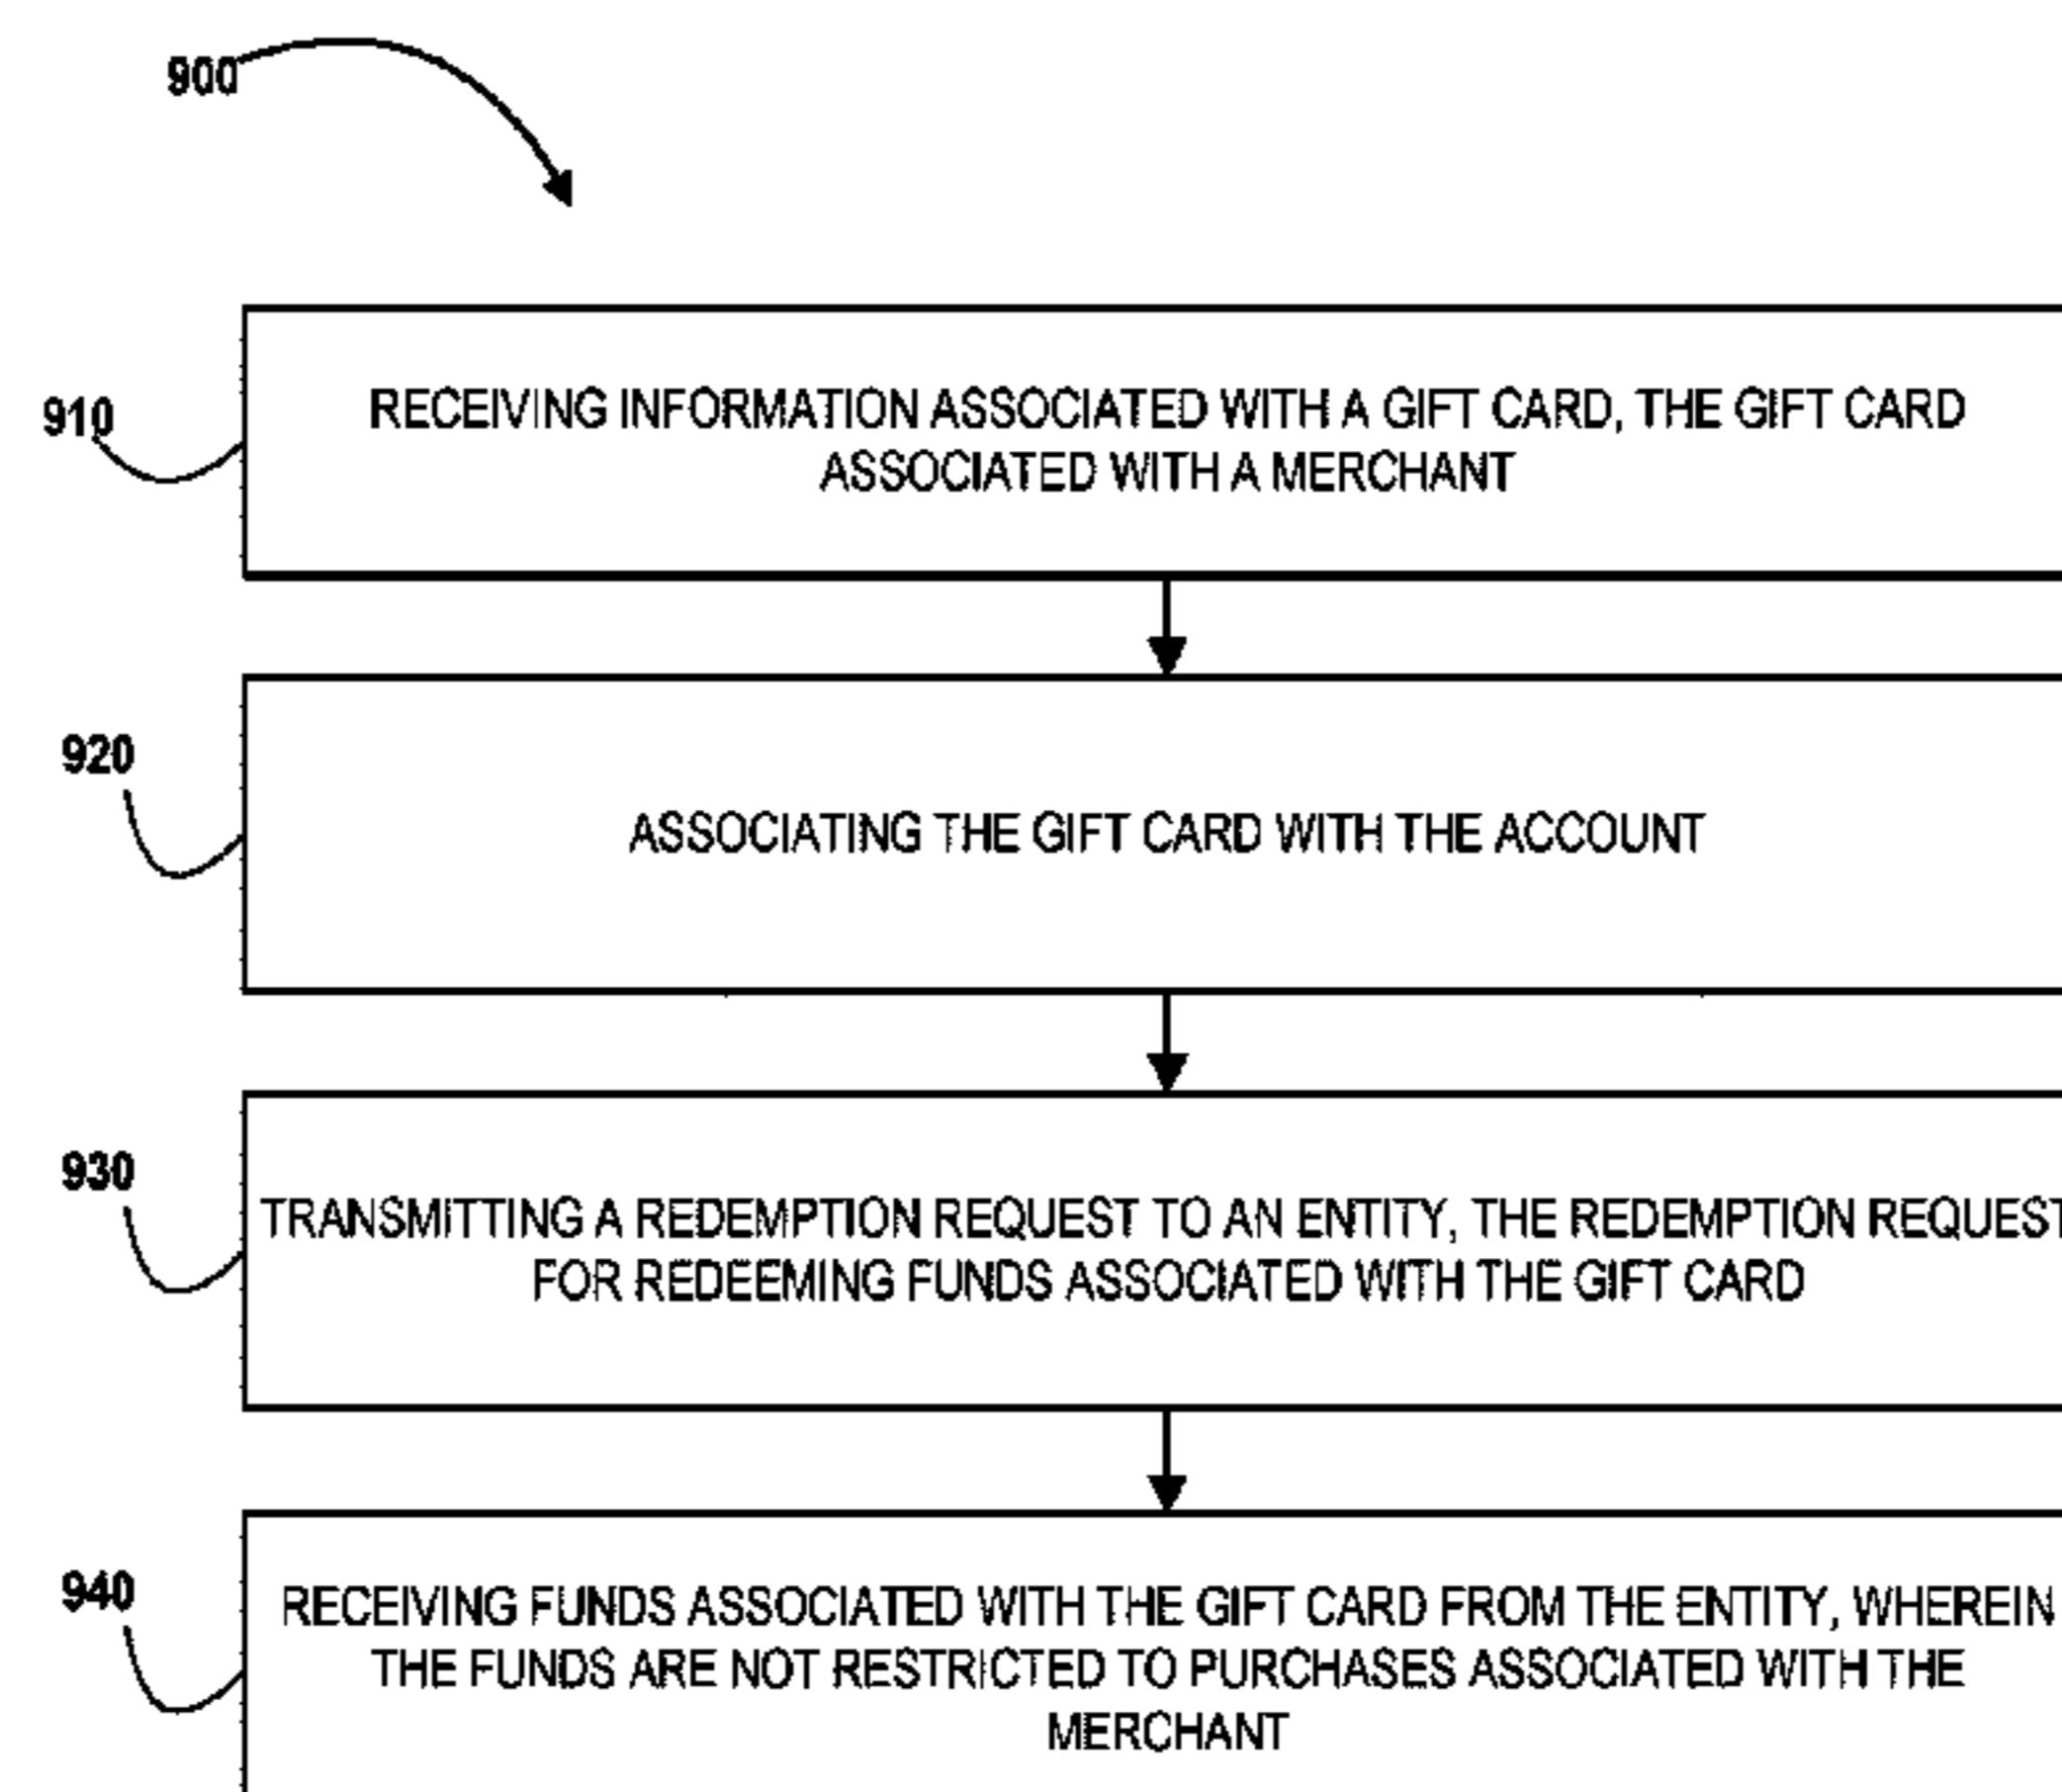 900
910
RECEIVING INFORMATION ASSOCIATED WITH A GIFT CARD, THE GIFT CARD
ASSOCIATED WITH A MERCHANT
920
ASSOCIATING THE GIFT CARD WITH THE ACCOUNT
930
TRANSMITTING A REDEMPTION REQUEST TO AN ENTITY, THE REDEMPTION REQUEST
FOR REDEEMING FUNDS ASSOCIATED WITH THE GIFT CARD
940
RECEIVING FUNDS ASSOCIATED WITH THE GIFT CARD FROM THE ENTITY, WHEREIN
THE FUNDS ARE NOT RESTRICTED TO PURCHASES ASSOCIATED WITH THE
MERCHANT